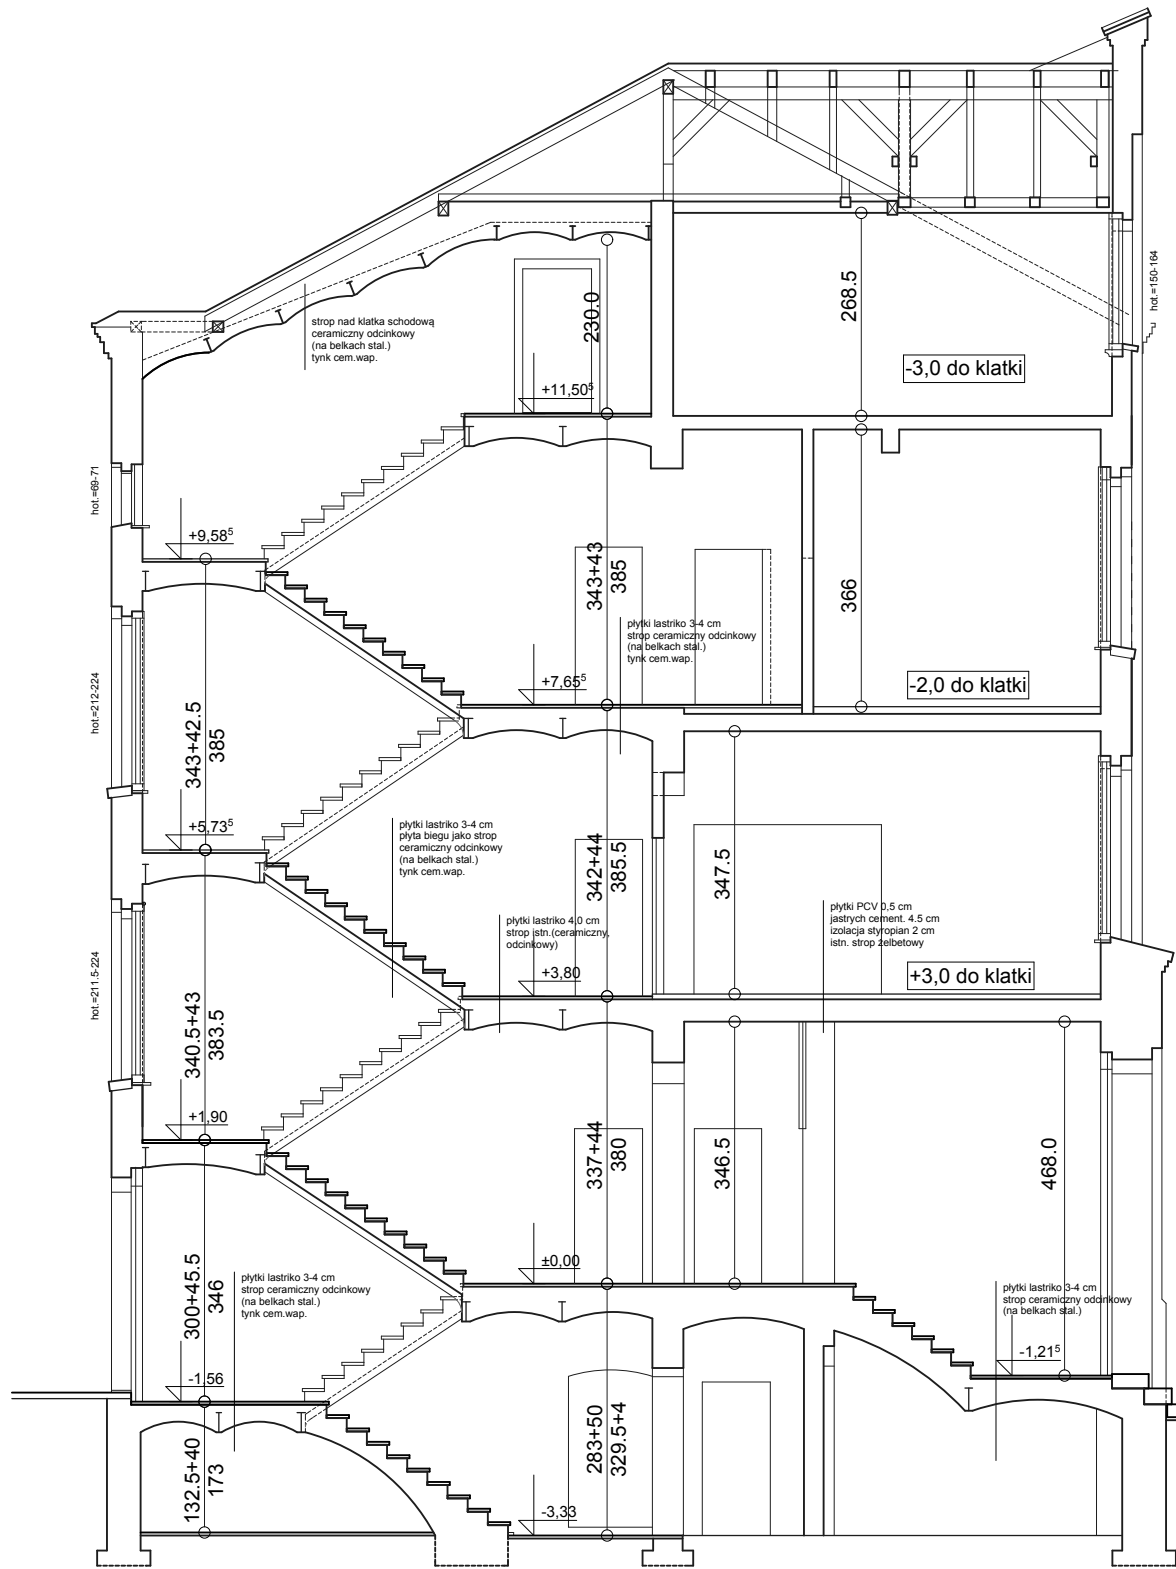 hot.=150-164
268.5
230.0
strop nad klatka schodową
ceramiczny odcinkowy
(na belkach stal.)
tynk cem.wap.
-3,0 do klatki
+11,50⁵
hot.=69-71
+9,58⁵
343+43
385
366
płytki lastriko 3-4 cm
strop ceramiczny odcinkowy
(na belkach stal.)
tynk cem.wap.
+7,65⁵
-2,0 do klatki
hot.=212-224
343+42.5
385
+5,73⁵
płytki lastriko 3-4 cm
płyta biegu jako strop
ceramiczny odcinkowy
(na belkach stal.)
tynk cem.wap.
342+44
385.5
347.5
płytki lastriko 4,0 cm
strop istn.(ceramiczny,
odcinkowy)
płytki PCV 0,5 cm
jastrych cement. 4.5 cm
izolacja styropian 2 cm
istn. strop żelbetowy
+3,80
+3,0 do klatki
hot.=211.5-224
340.5+43
383.5
+1,90
337+44
380
346.5
468.0
±0,00
300+45.5
346
płytki lastriko 3-4 cm
strop ceramiczny odcinkowy
(na belkach stal.)
tynk cem.wap.
płytki lastriko 3-4 cm
strop ceramiczny odcinkowy
(na belkach stal.)
-1,21⁵
-1,56
132.5+40
173
283+50
329.5+4
-3,33